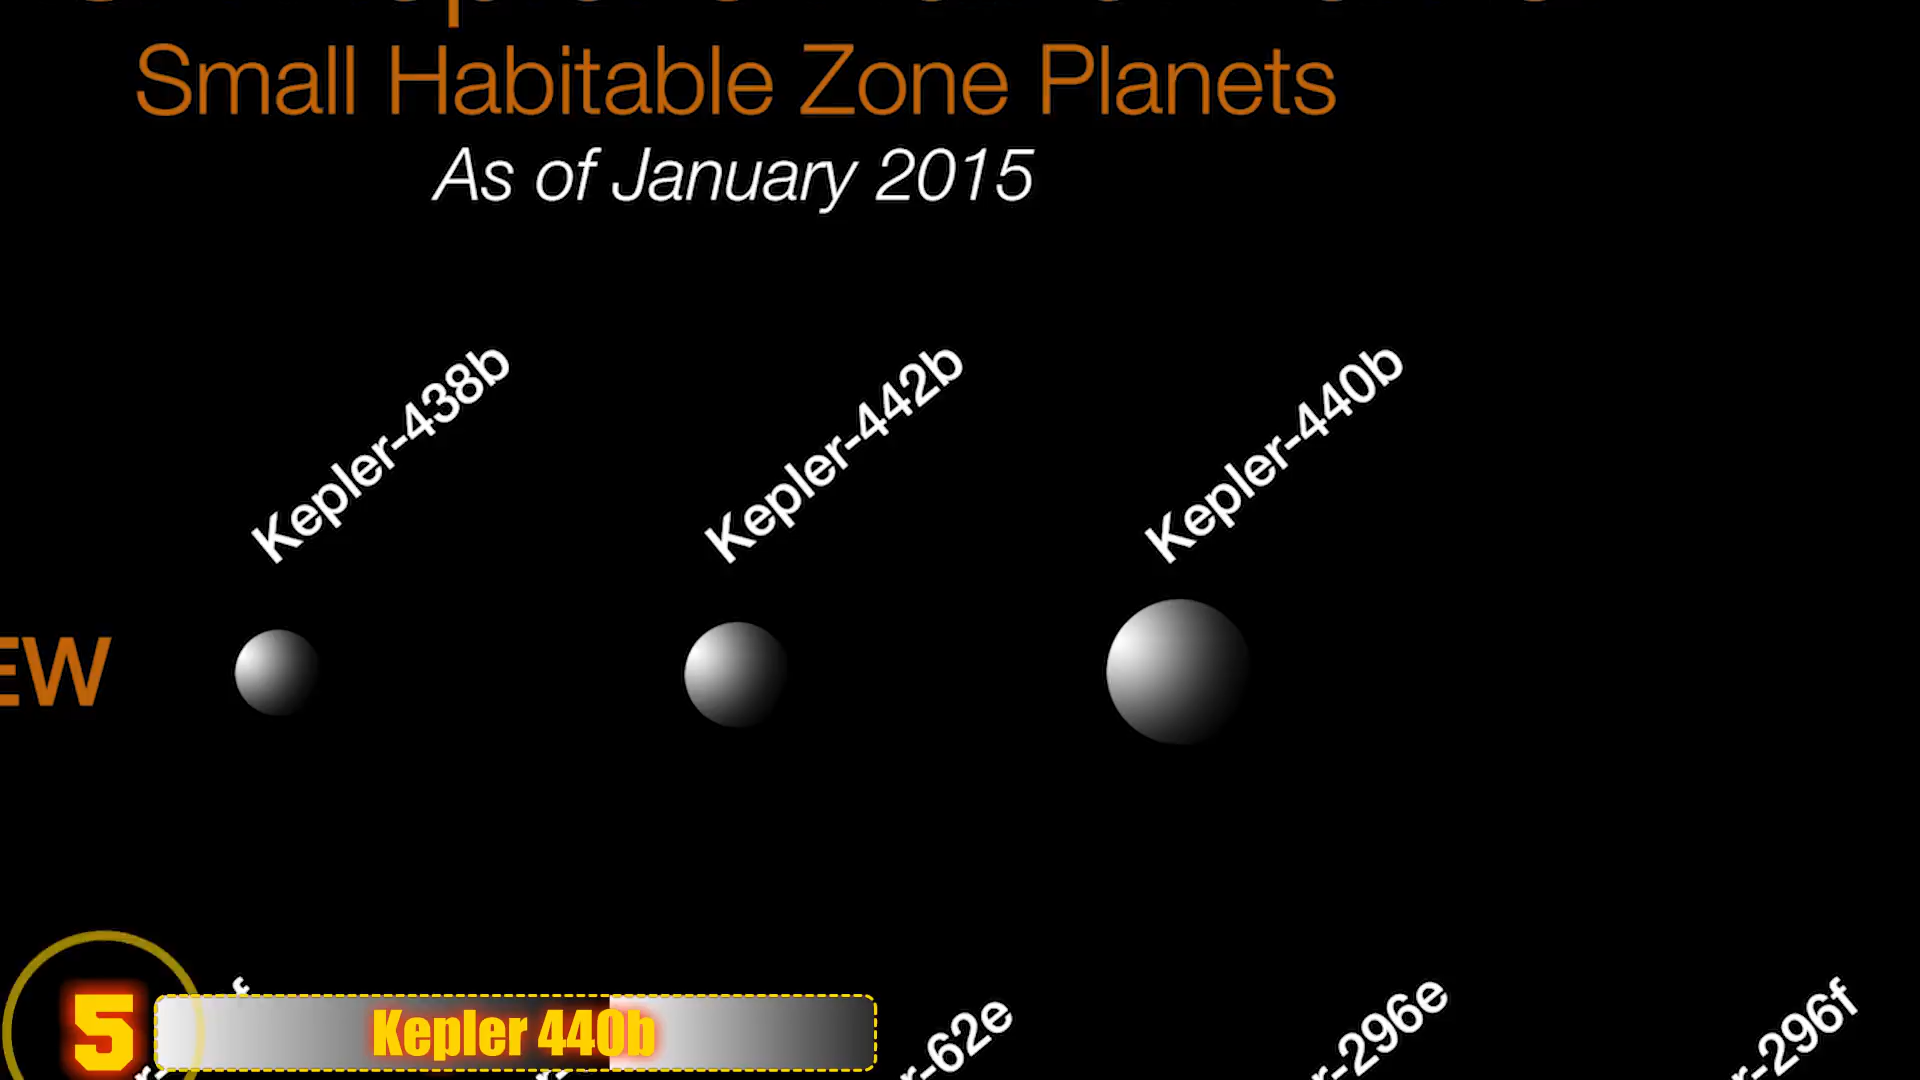 Small Habitable Zone Planets
As of January 2015
Kepler-438b
Kepler-442b
Kepler-440b
EW
5
Kepler 440b
-62e
r-296e
r-296f